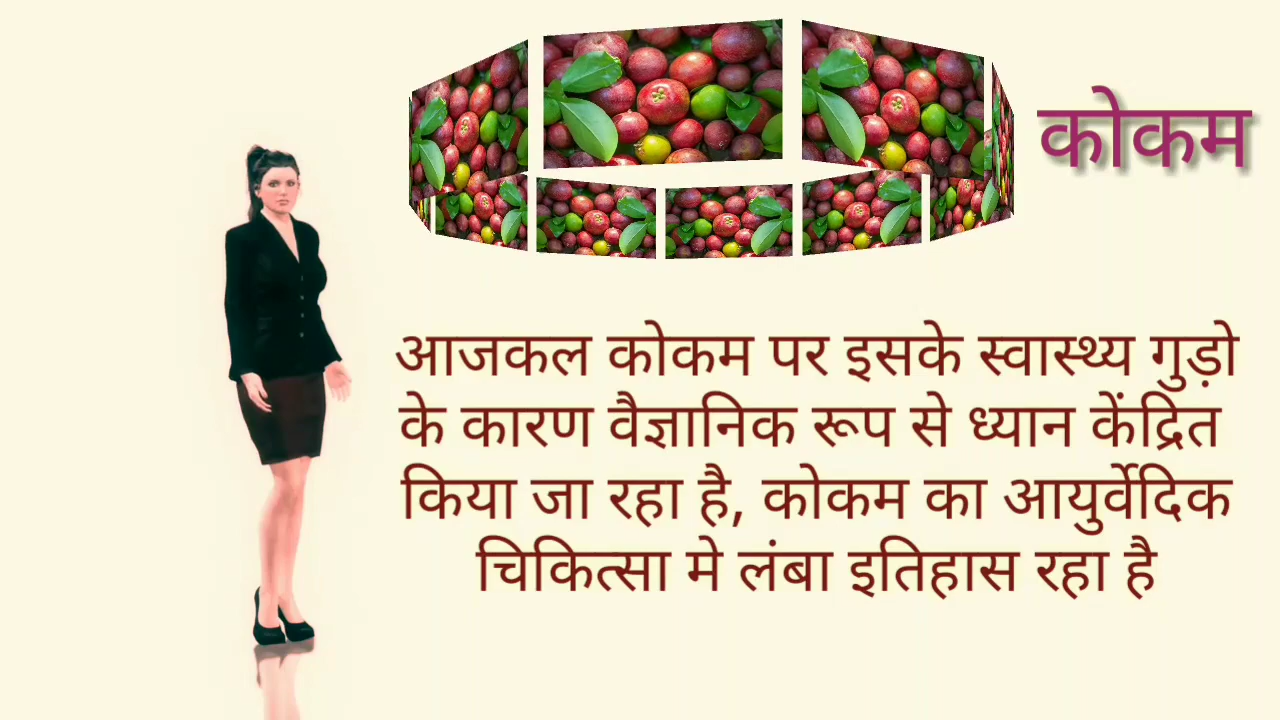 कोकम
आजकल कोकम पर इसके स्वास्थ्य गुड़ो
के कारण वैज्ञानिक रूप से ध्यान केंद्रित
किया जा रहा है, कोकम का आयुर्वेदिक
चिकित्सा मे लंबा इतिहास रहा है